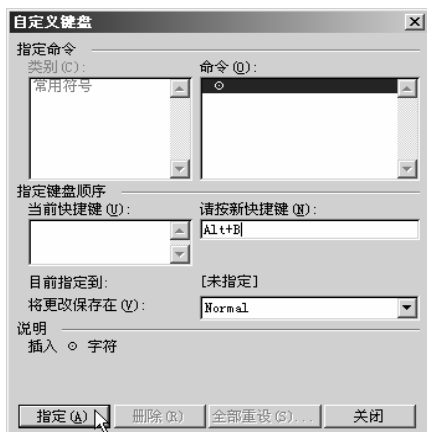 自定义键盘
指定命令
类别(C): 命令(O):
常用符号 ⊙
指定键盘顺序
当前快捷键(U): 请按新快捷键(N):
Alt+B
目前指定到: [未指定]
将更改保存在(V): Normal
说明
插入 ⊙ 字符
指定(A) 删除(R) 全部重设(S)... 关闭